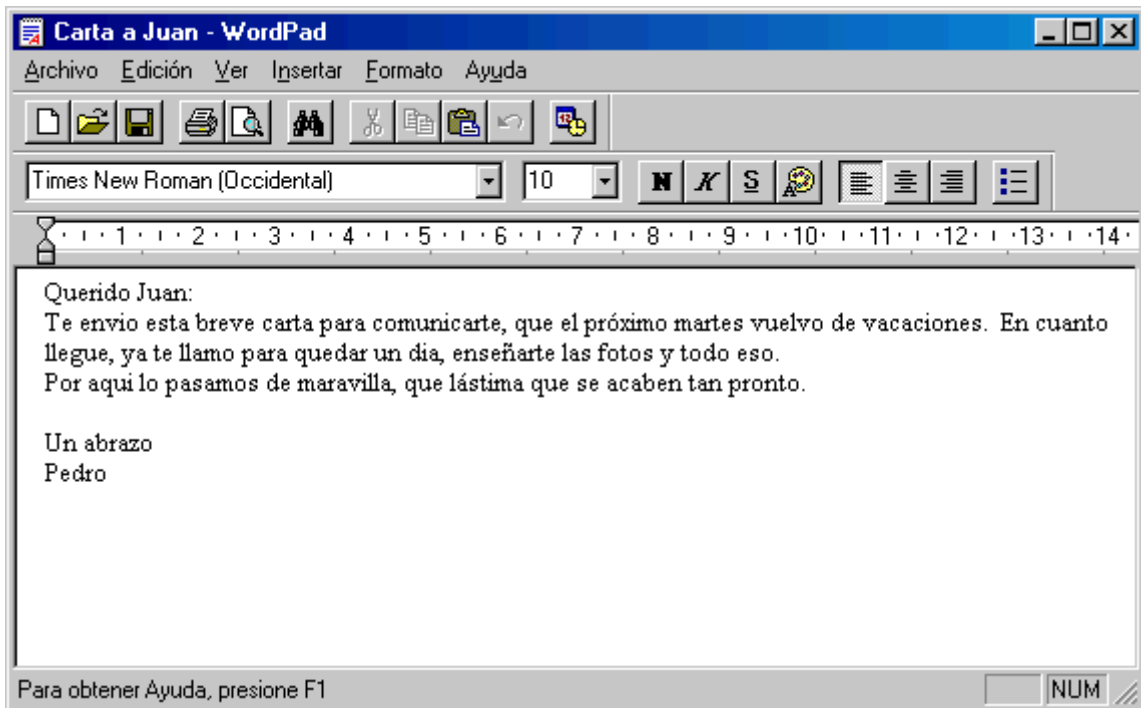 Carta a Juan - WordPad
Archivo Edición Ver Insertar Formato Ayuda
Times New Roman (Occidental) 10 N K S
1 2 3 4 5 6 7 8 9 10 11 12 13 14
Querido Juan:
Te envio esta breve carta para comunicarte, que el próximo martes vuelvo de vacaciones. En cuanto
llegue, ya te llamo para quedar un dia, enseñarte las fotos y todo eso.
Por aqui lo pasamos de maravilla, que lástima que se acaben tan pronto.
Un abrazo
Pedro
Para obtener Ayuda, presione F1 NUM